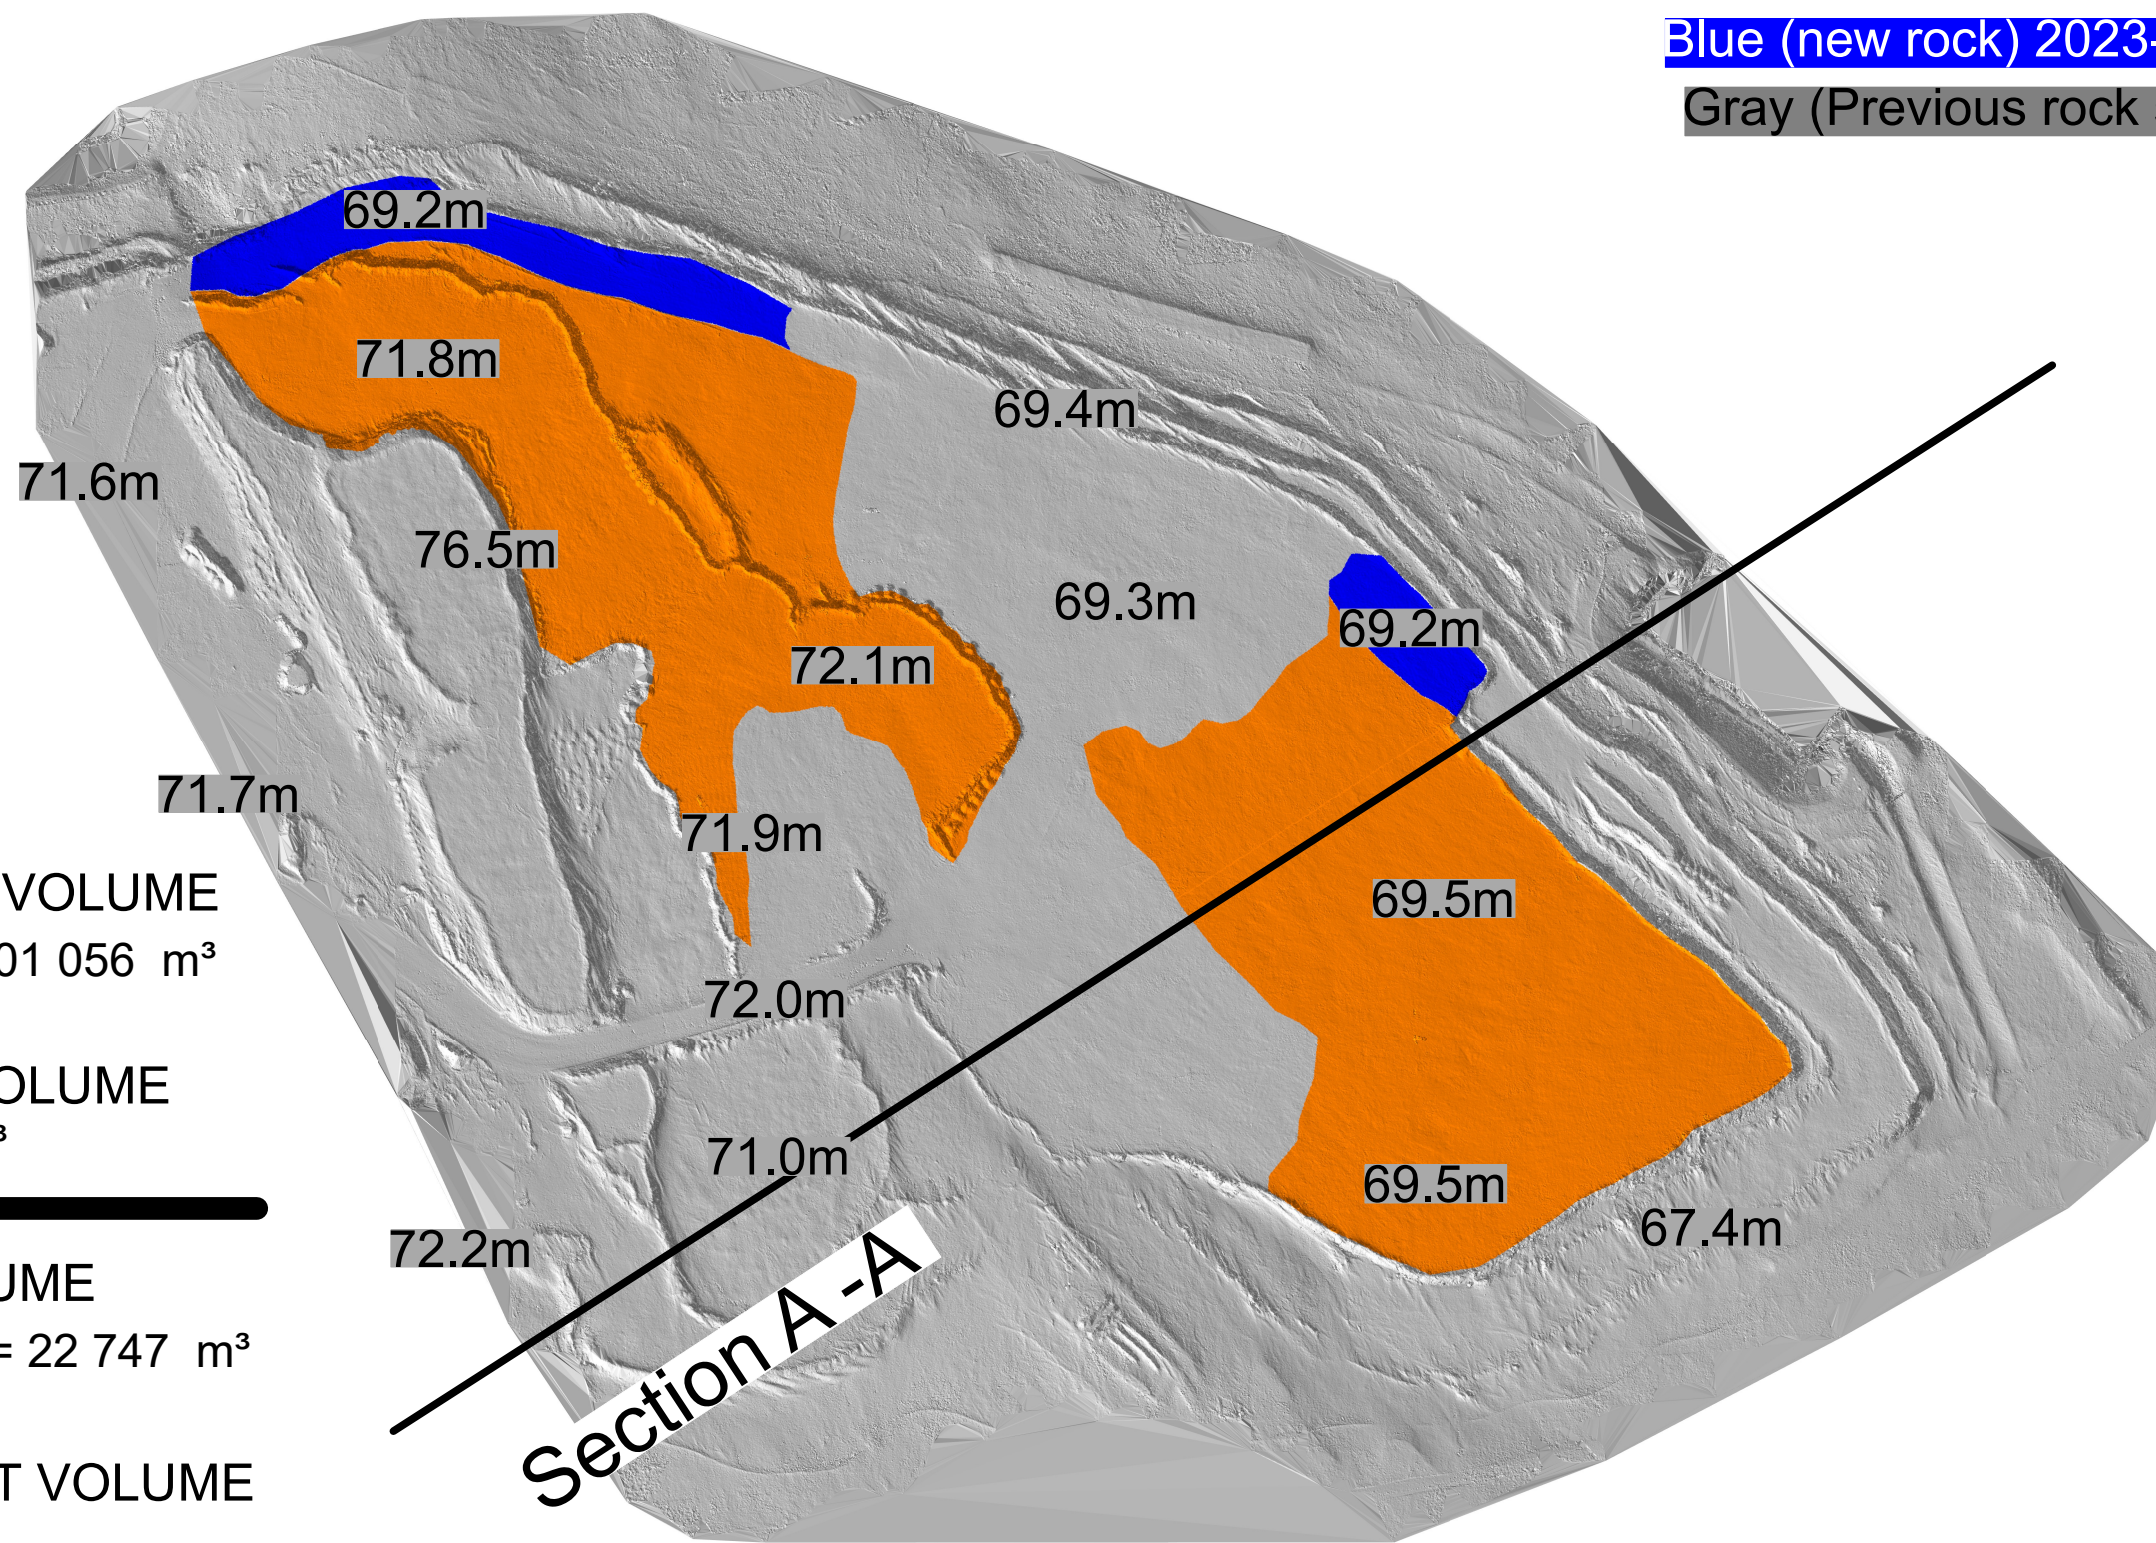 Blue (new rock) 2023-
Gray (Previous rock
69.2m
71.8m
69.4m
71.6m
76.5m
69.3m
69.2m
72.1m
71.7m
71.9m
VOLUME
69.5m
01 056 m³
72.0m
OLUME
³
71.0m
69.5m
67.4m
72.2m
UME
= 22 747 m³
Section A -A
T VOLUME